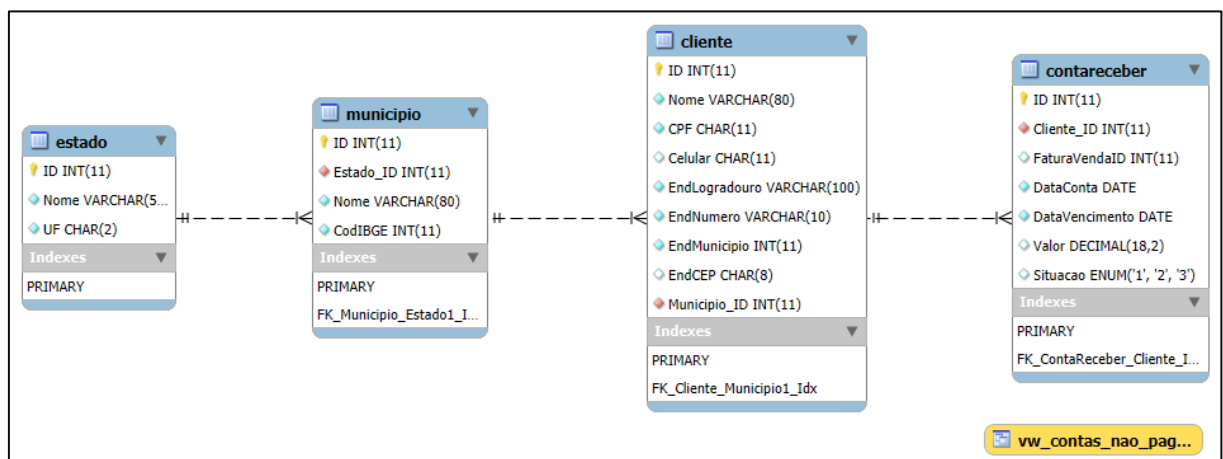 estado
ID INT(11)
Nome VARCHAR(5...
UF CHAR(2)
Indexes
PRIMARY
municipio
ID INT(11)
Estado_ID INT(11)
Nome VARCHAR(80)
CodIBGE INT(11)
Indexes
PRIMARY
FK_Municipio_Estado1_I...
cliente
ID INT(11)
Nome VARCHAR(80)
CPF CHAR(11)
Celular CHAR(11)
EndLogradouro VARCHAR(100)
EndNumero VARCHAR(10)
EndMunicipio INT(11)
EndCEP CHAR(8)
Municipio_ID INT(11)
Indexes
PRIMARY
FK_Cliente_Municipio1_Idx
contareceber
ID INT(11)
Cliente_ID INT(11)
FaturaVendaID INT(11)
DataConta DATE
DataVencimento DATE
Valor DECIMAL(18,2)
Situacao ENUM('1', '2', '3')
Indexes
PRIMARY
FK_ContaReceber_Cliente_I...
vw_contas_nao_pag...